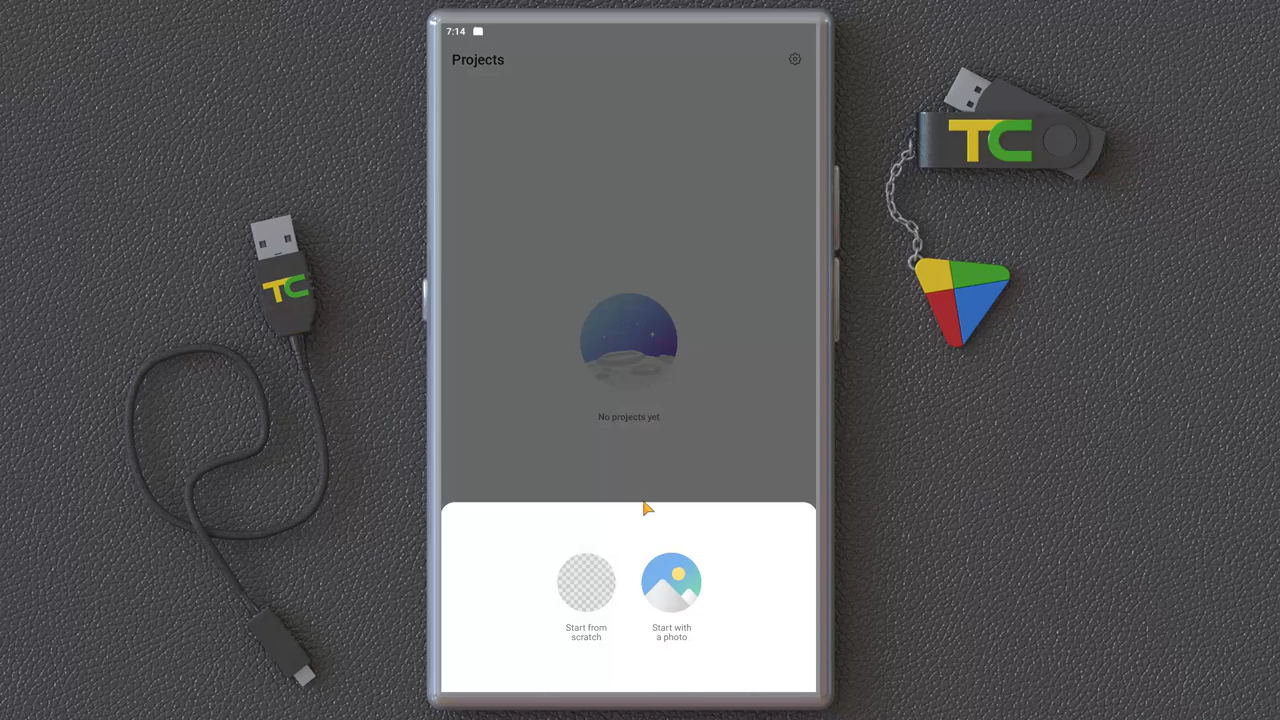 7:14
Projects
TC
TC
No projects yet
Start from
scratch
Start with
a photo